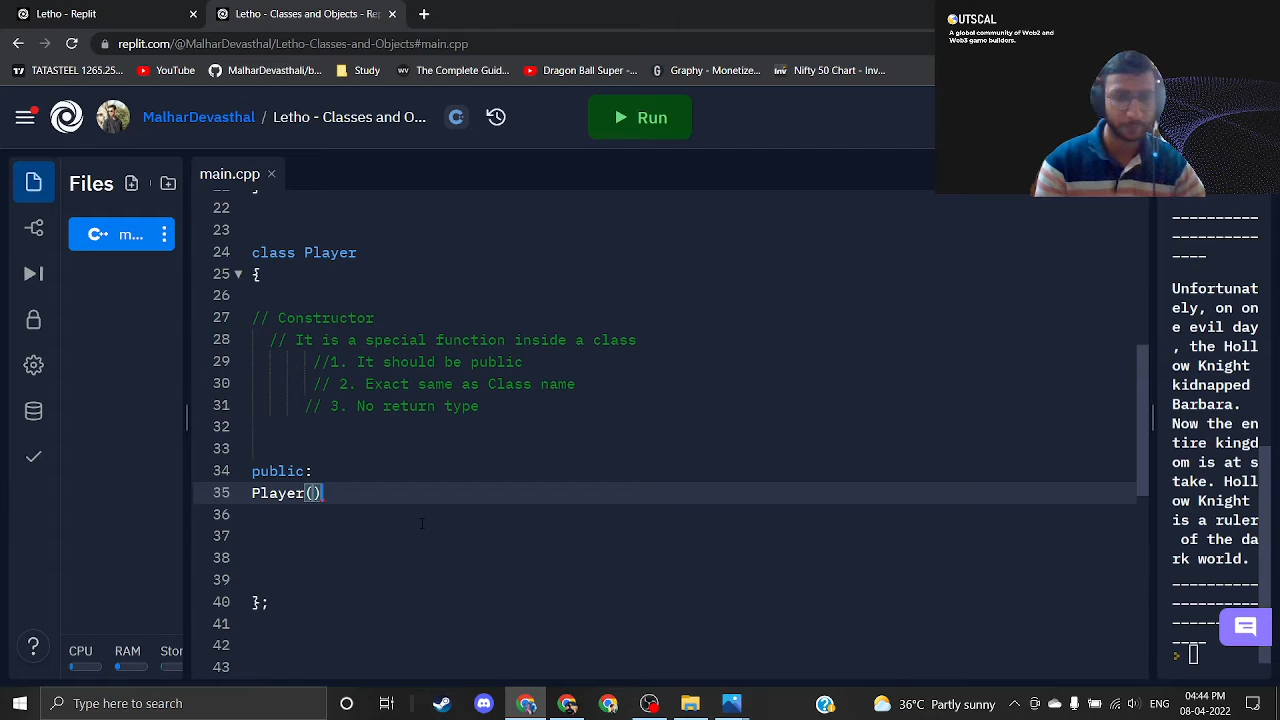 Letho - Replit
Letho - Classes and Objects - Rep
replit.com/@MalharDevasthal/Letho-Classes-and-Objects#main.cpp
TATASTEEL 1265.25...
YouTube
MalharDevasthali/b...
Study
The Complete Guid...
Dragon Ball Super -...
Graphy - Monetize...
Nifty 50 Chart - Inv...
OUTSCAL
A global community of Web2 and
Web3 game builders.
MalharDevasthal / Letho - Classes and O...
Run
Files
m...
main.cpp
22 }
23
24 class Player
25 {
26
27 // Constructor
28 // It is a special function inside a class
29 //1. It should be public
30 // 2. Exact same as Class name
31 // 3. No return type
32
33
34 public:
35 Player()
36
37
38
39
40 };
41
42
43
---------
---------
----
Unfortunat
ely, on on
e evil day
, the Holl
ow Knight
kidnapped
Barbara.
Now the en
tire kingd
om is at s
take. Holl
ow Knight
is a ruler
of the da
rk world.
CPU RAM Stor
Type here to search
36°C Partly sunny
ENG
04:44 PM
08-04-2022